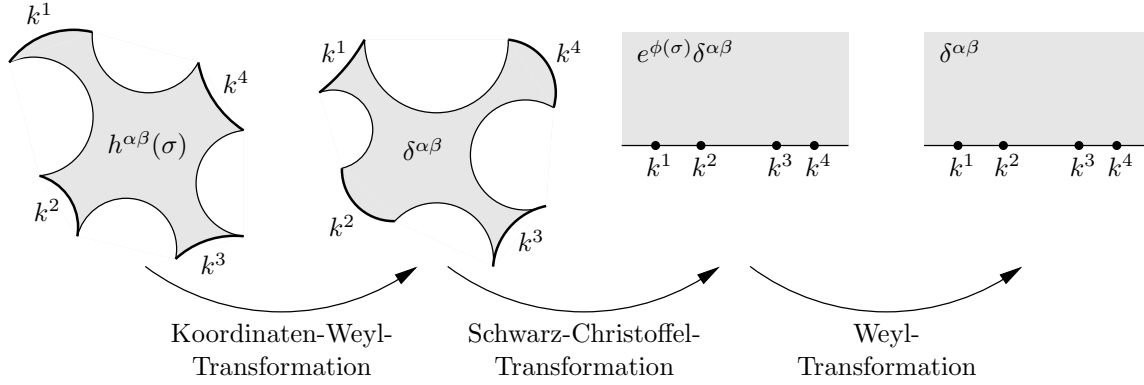 k¹
k⁴
h^{αβ}(σ)
k²
k³
k¹
k⁴
δ^{αβ}
k²
k³
e^{ϕ(σ)}δ^{αβ}
k¹ k² k³ k⁴
δ^{αβ}
k¹ k² k³ k⁴
Koordinaten-Weyl-
Transformation
Schwarz-Christoffel-
Transformation
Weyl-
Transformation